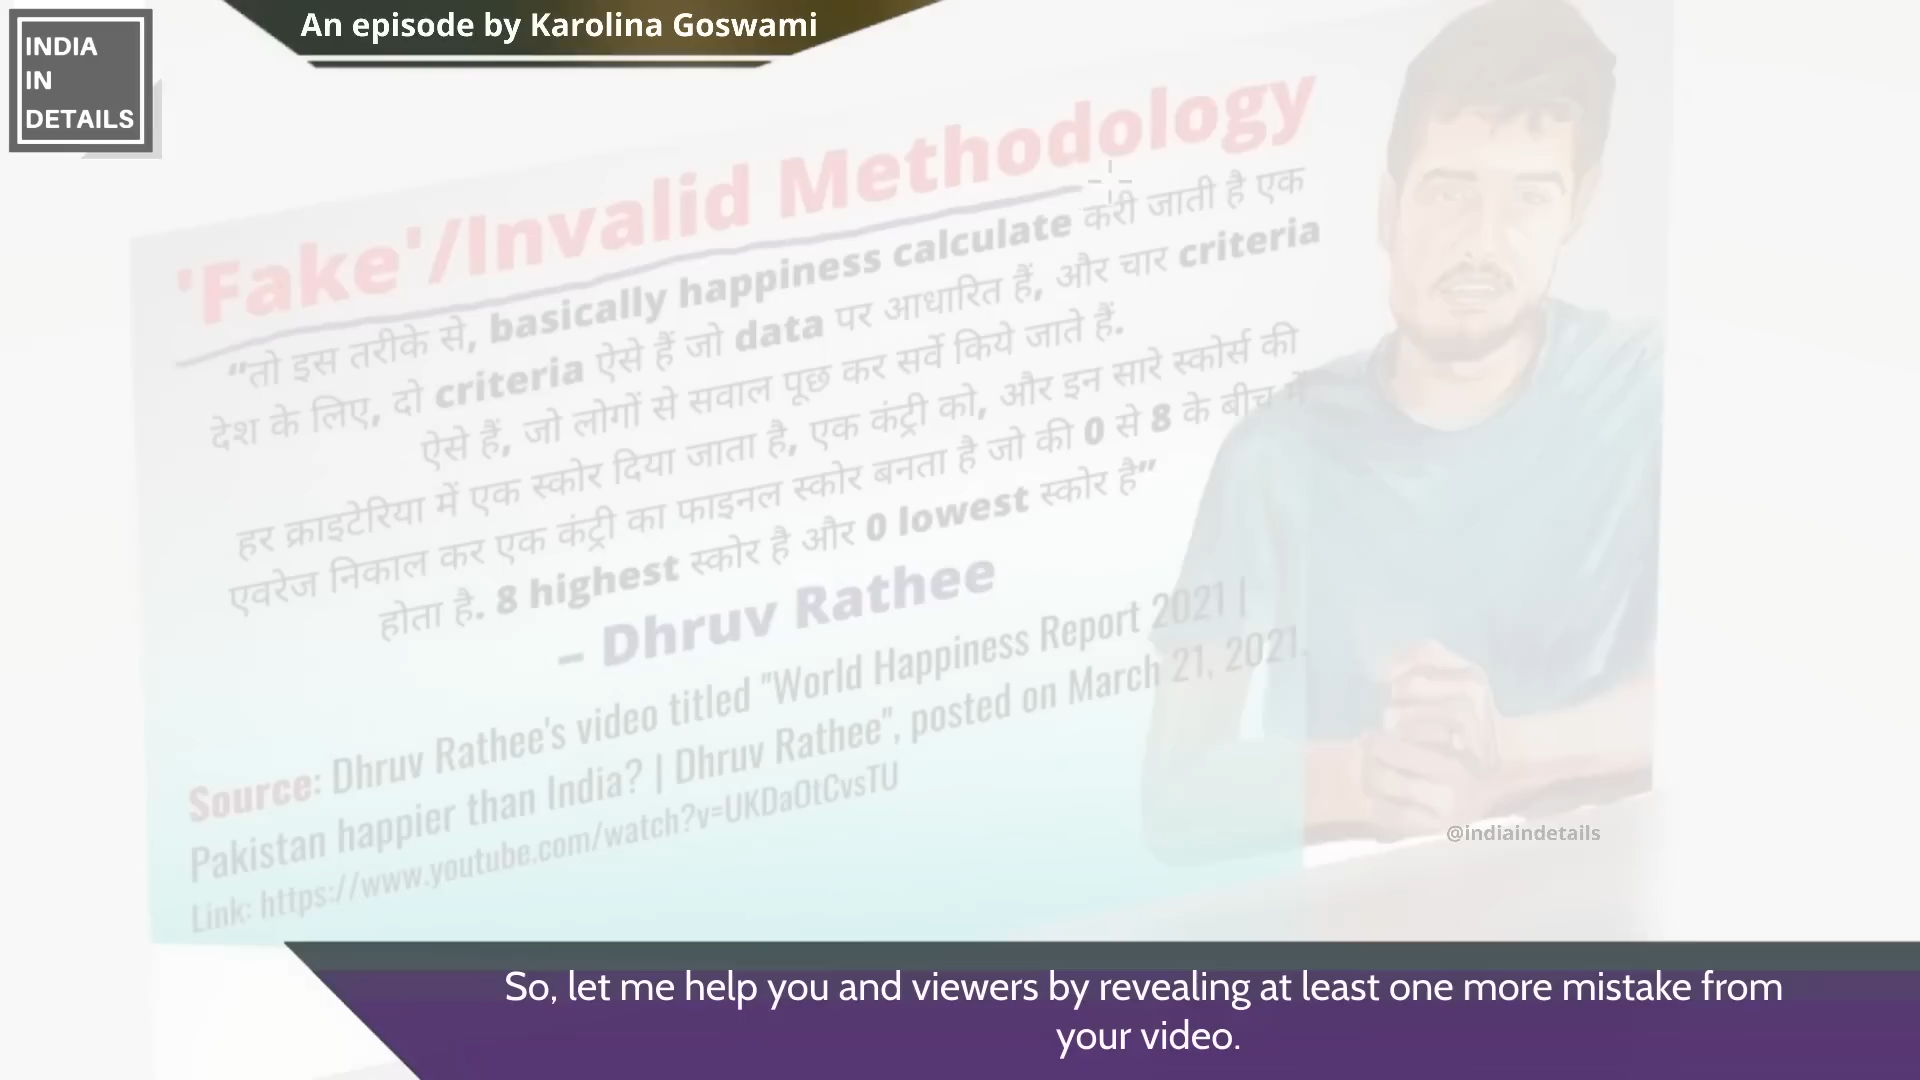 INDIA
IN
DETAILS
An episode by Karolina Goswami
'Fake'/Invalid Methodology
"तो इस तरीके से, basically happiness calculate करी जाती है एक
देश के लिए, दो criteria ऐसे हैं जो data पर आधारित हैं, और चार criteria
ऐसे हैं, जो लोगों से सवाल पूछ कर सर्वे किये जाते हैं.
हर क्राइटेरिया में एक स्कोर दिया जाता है, एक कंट्री को, और इन सारे स्कोर्स की
एवरेज निकाल कर एक कंट्री का फाइनल स्कोर बनता है जो की 0 से 8 के बीच में
होता है. 8 highest स्कोर है और 0 lowest स्कोर है"
– Dhruv Rathee
Source: Dhruv Rathee's video titled "World Happiness Report 2021 |
Pakistan happier than India? | Dhruv Rathee", posted on March 21, 2021.
Link: https://www.youtube.com/watch?v=UKDaOtCvsTU
@indiaindetails
So, let me help you and viewers by revealing at least one more mistake from
your video.